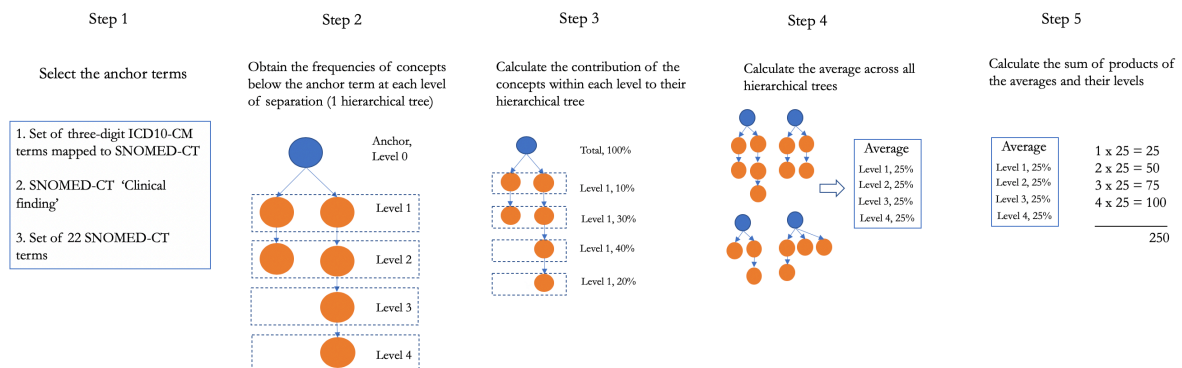 Step 1
Select the anchor terms
1. Set of three-digit ICD10-CM
terms mapped to SNOMED-CT
2. SNOMED-CT ‘Clinical
finding’
3. Set of 22 SNOMED-CT
terms
Step 2
Obtain the frequencies of concepts
below the anchor term at each level
of separation (1 hierarchical tree)
Anchor,
Level 0
Level 1
Level 2
Level 3
Level 4
Step 3
Calculate the contribution of the
concepts within each level to their
hierarchical tree
Total, 100%
Level 1, 10%
Level 1, 30%
Level 1, 40%
Level 1, 20%
Step 4
Calculate the average across all
hierarchical trees
Average
Level 1, 25%
Level 2, 25%
Level 3, 25%
Level 4, 25%
Step 5
Calculate the sum of products of
the averages and their levels
Average
Level 1, 25%
Level 2, 25%
Level 3, 25%
Level 4, 25%
1 x 25 = 25
2 x 25 = 50
3 x 25 = 75
4 x 25 = 100
250